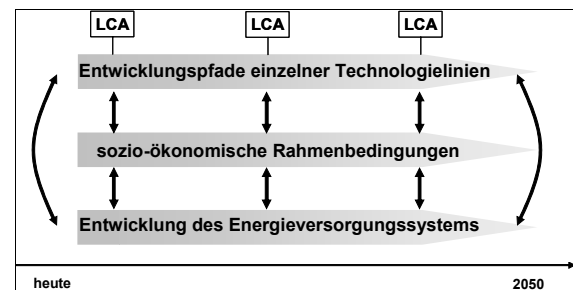 LCA LCA LCA
Entwicklungspfade einzelner Technologielinien
sozio-ökonomische Rahmenbedingungen
Entwicklung des Energieversorgungssystems
heute 2050